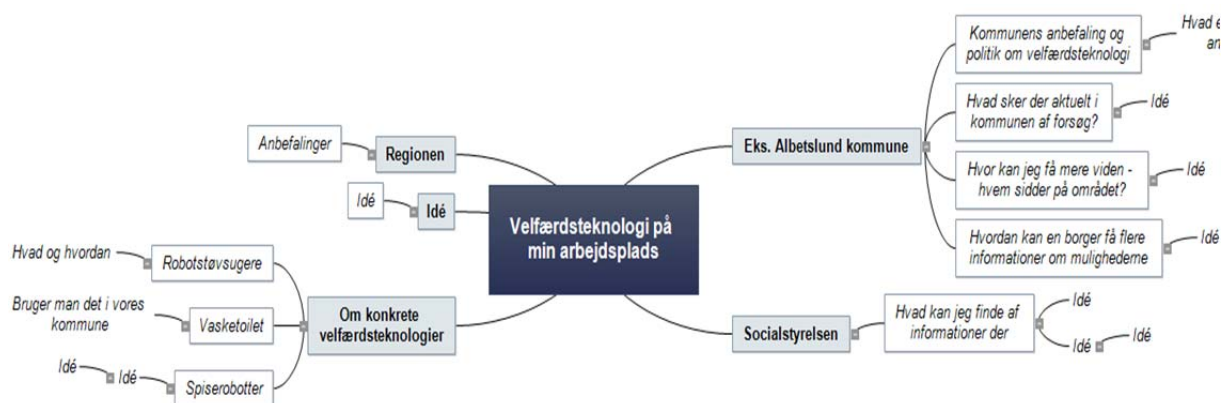 Velfærdsteknologi på
min arbejdsplads
Eks. Albetslund kommune
Kommunens anbefaling og
politik om velfærdsteknologi
Hvad e
an
Hvad sker der aktuelt i
kommunen af forsøg?
Idé
Hvor kan jeg få mere viden -
hvem sidder på området?
Idé
Hvordan kan en borger få flere
informationer om mulighederne
Idé
Socialstyrelsen
Hvad kan jeg finde af
informationer der
Idé
Idé
Idé
Om konkrete
velfærdsteknologier
Robotstøvsugere
Hvad og hvordan
Vasketoilet
Bruger man det i vores
kommune
Spiserobotter
Idé
Idé
Idé
Idé
Regionen
Anbefalinger